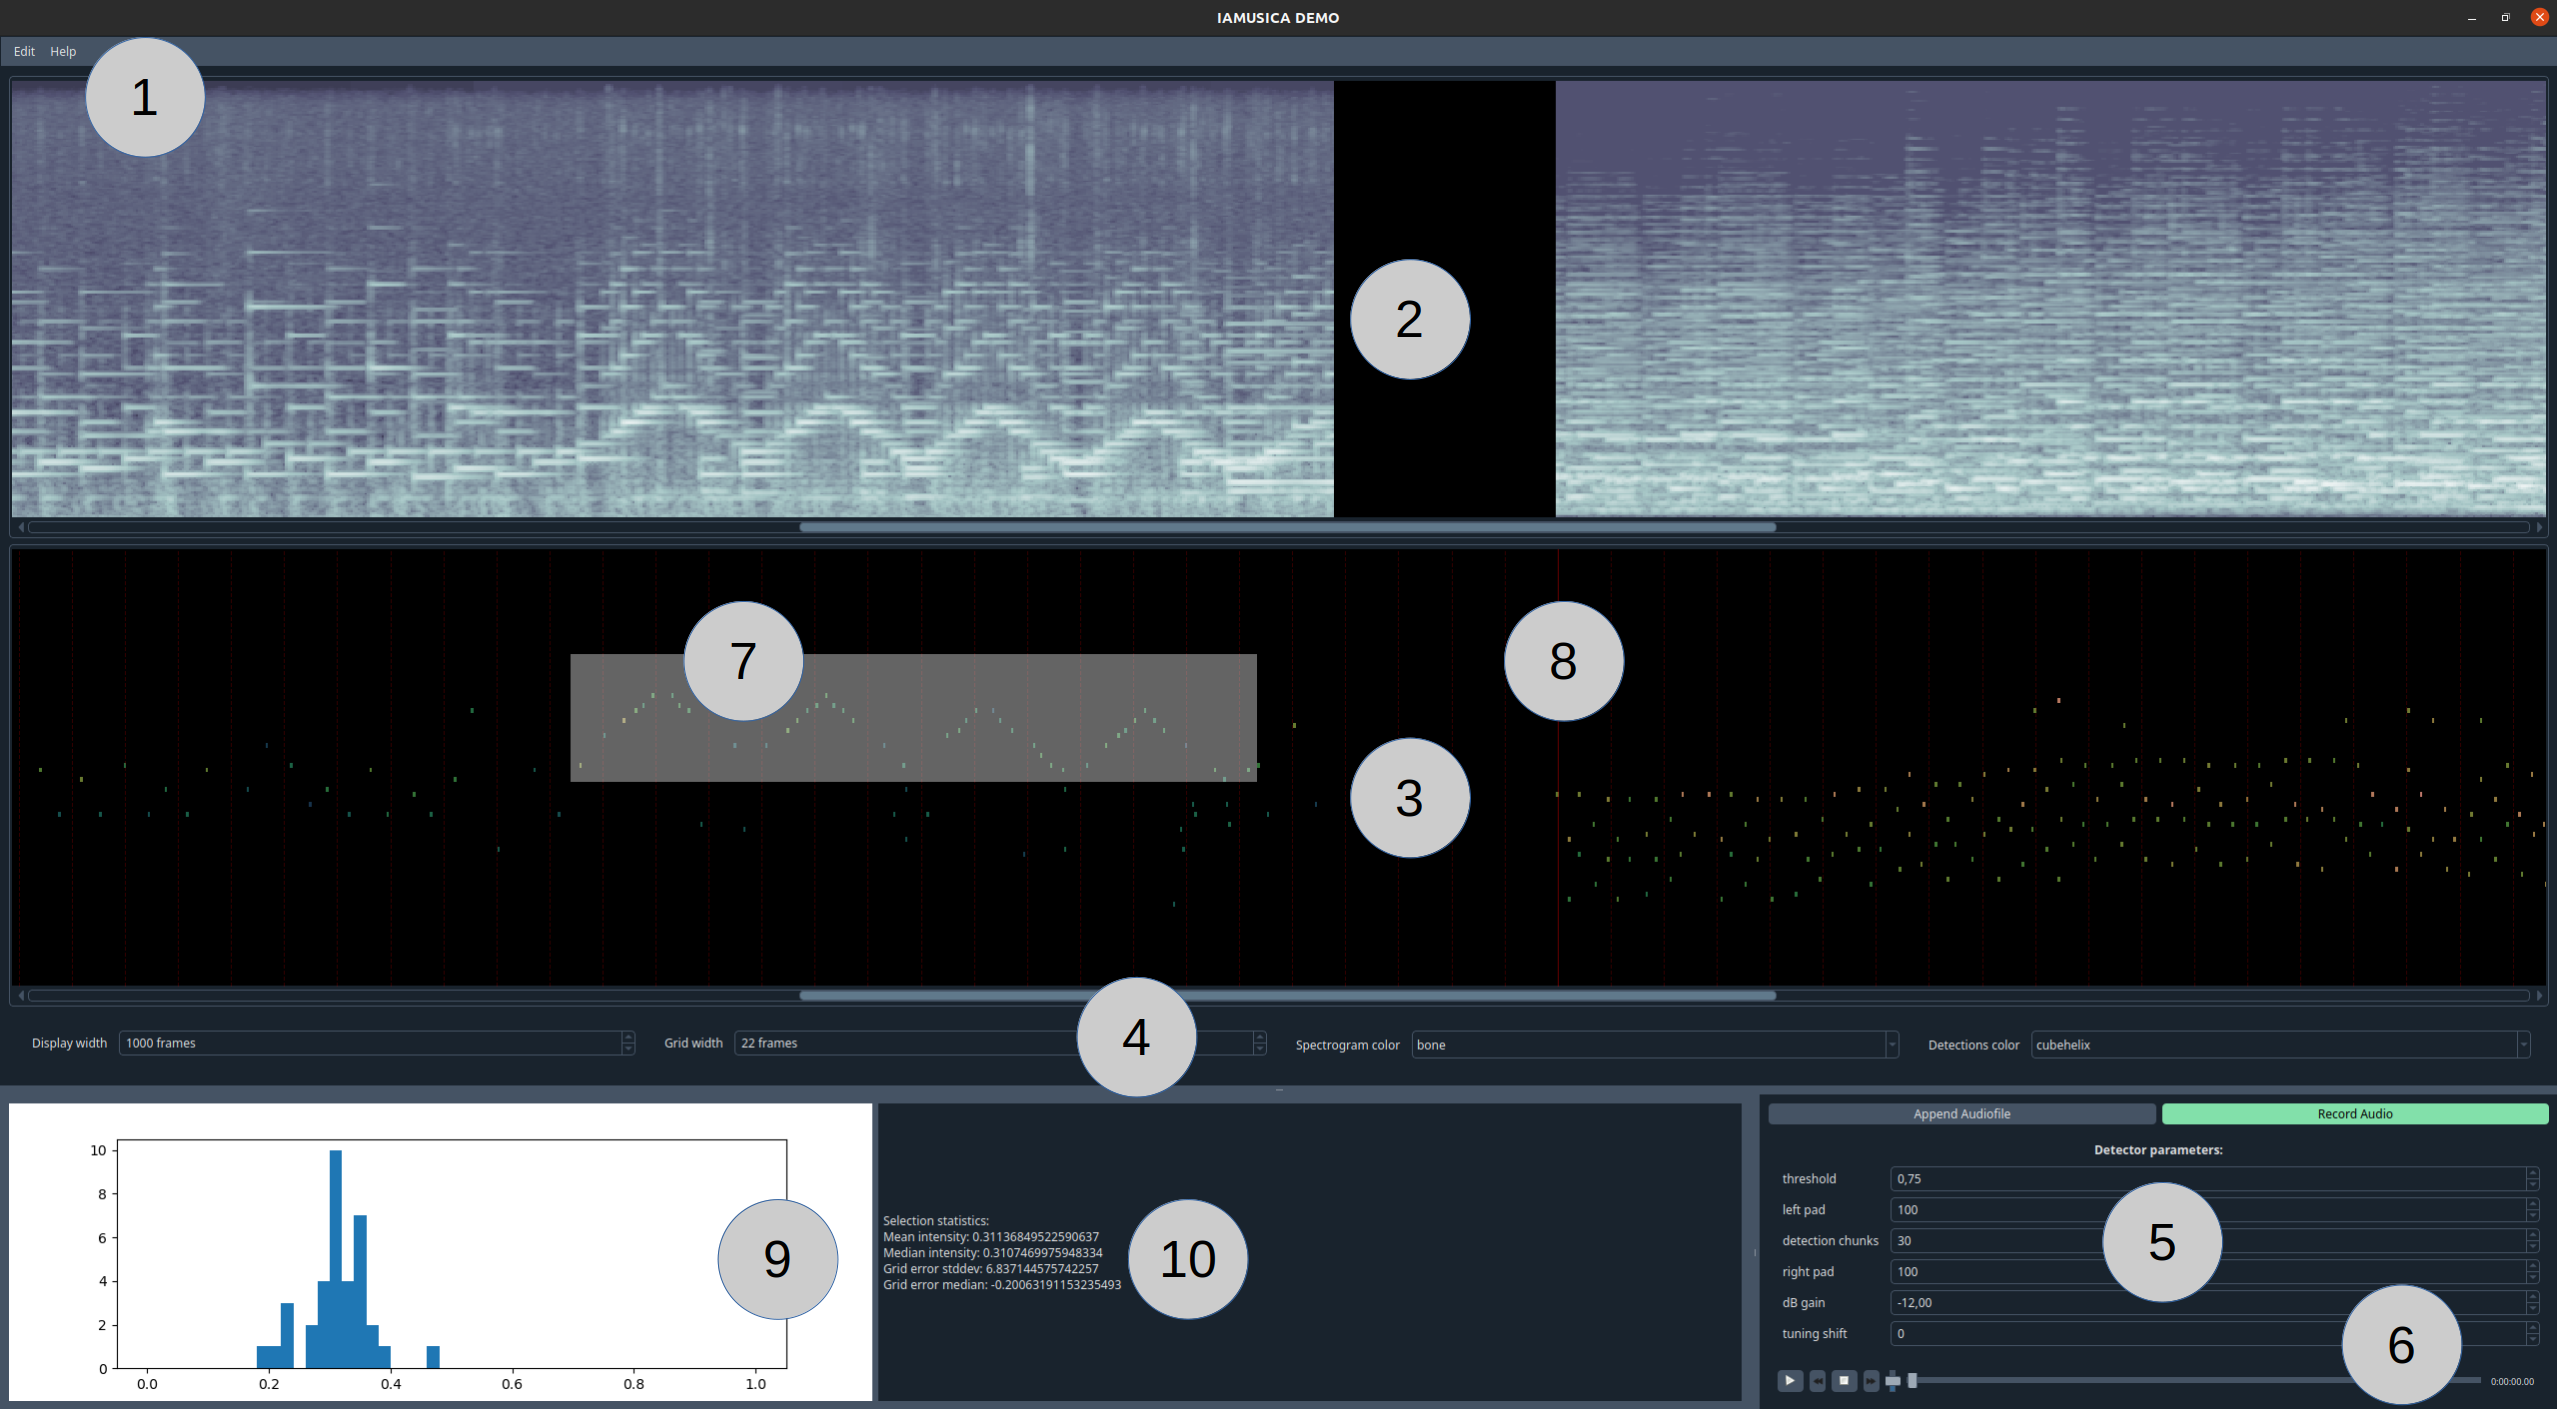 IAMUSICA DEMO
Edit Help
1
2
7
8
3
4
Display width 1000 frames Grid width 22 frames Spectrogram color bone Detections color cubehelix
Append Audiofile Record Audio
Detector parameters:
threshold 0,75
left pad 100
detection chunks 30
right pad 100
dB gain -12,00
tuning shift 0
5
6
0:00:00.00
10
8
6
4
2
0
0.0 0.2 0.4 0.6 0.8 1.0
9
Selection statistics:
Mean intensity: 0.31136849522590637
Median intensity: 0.3107469975948334
Grid error stddev: 6.837144575742257
Grid error median: -0.20063191153235493
10